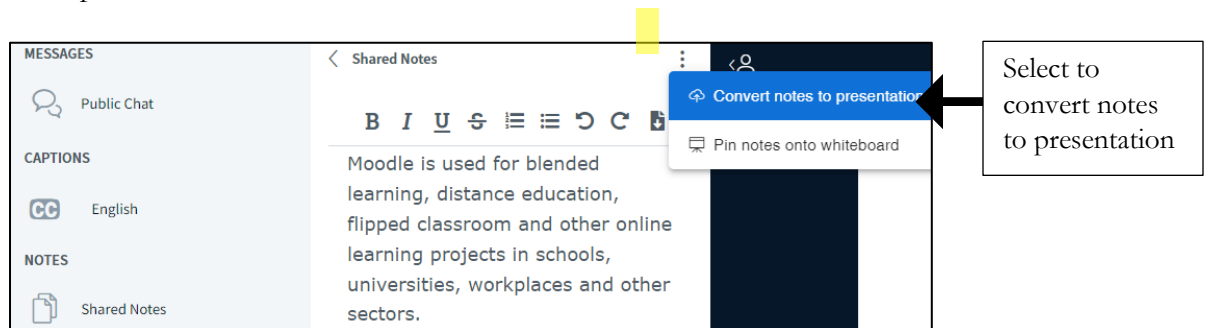 MESSAGES
Public Chat
CAPTIONS
CC English
NOTES
Shared Notes
Shared Notes
B I U S
Moodle is used for blended
learning, distance education,
flipped classroom and other online
learning projects in schools,
universities, workplaces and other
sectors.
Convert notes to presentation
Pin notes onto whiteboard
Select to
convert notes
to presentation